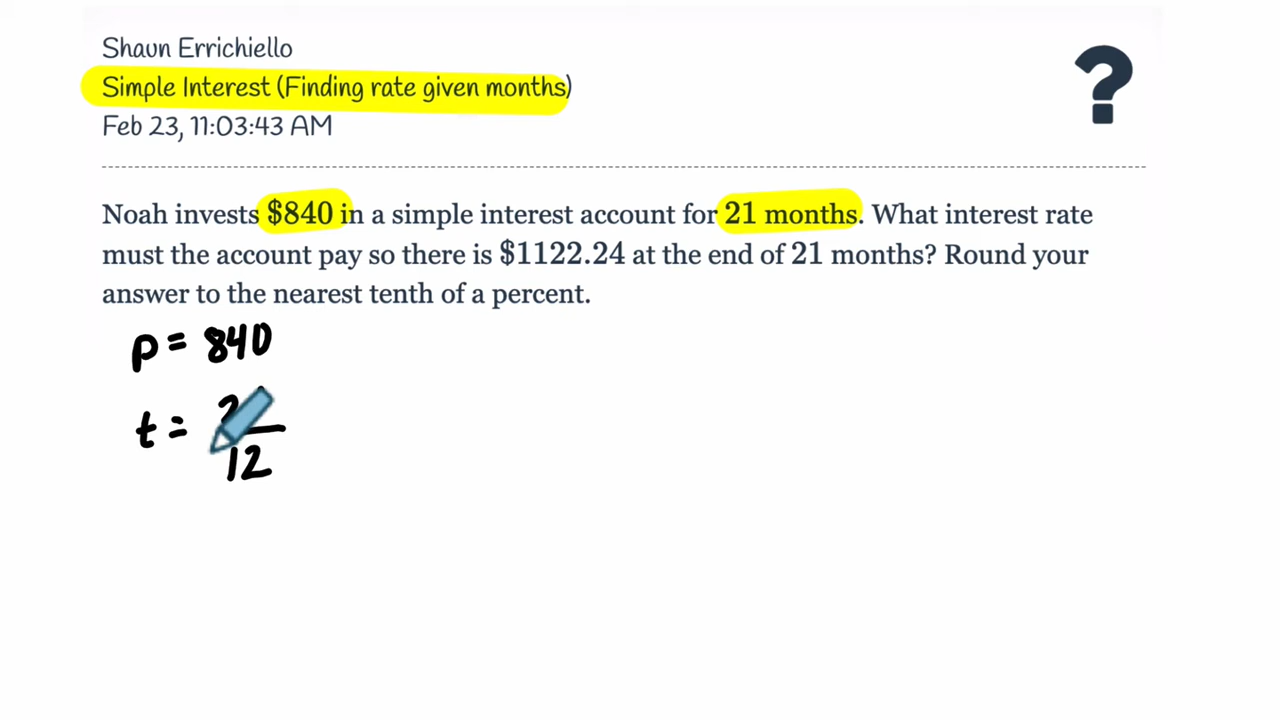 Shaun Errichiello
Simple Interest (Finding rate given months)
Feb 23, 11:03:43 AM
?
Noah invests $840 in a simple interest account for 21 months. What interest rate
must the account pay so there is $1122.24 at the end of 21 months? Round your
answer to the nearest tenth of a percent.
p = 840
t =
12